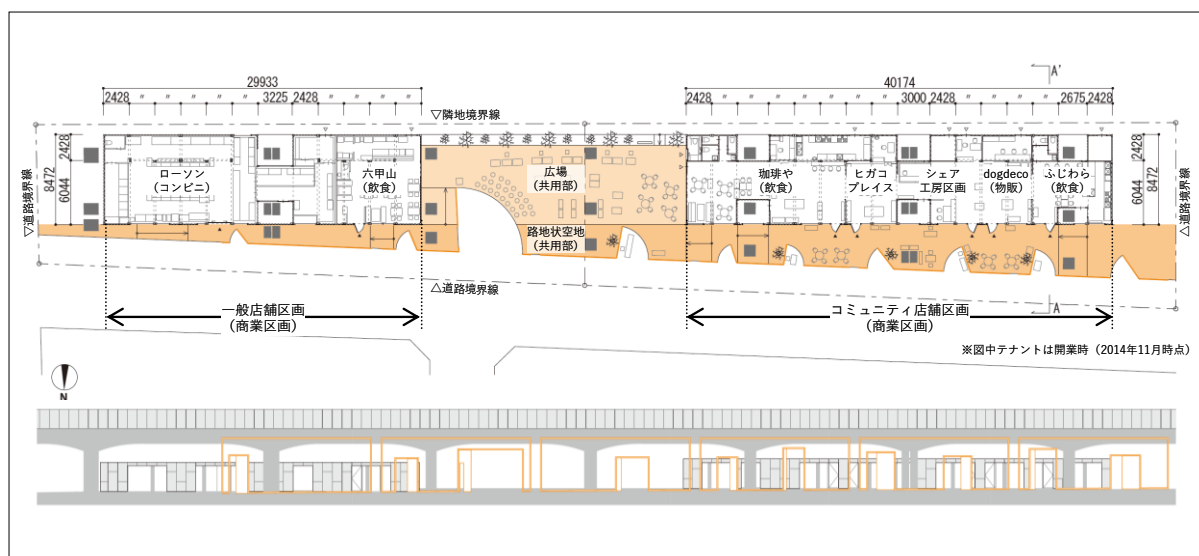 29933
40174
A'
2428 〃 〃 〃 〃 〃 3225 2428 〃 〃 〃 〃
2428 〃 〃 〃 〃 〃 〃 〃 3000 2428 〃 〃 〃 〃 2675 2428
▽隣地境界線
▽道路境界線
8472
2428
6044
ローソン
(コンビニ)
六甲山
(飲食)
広場
(共用部)
路地状空地
(共用部)
珈琲や
(飲食)
ヒガコ
プレイス
シェア
工房区画
dogdeco
(物販)
ふじわら
(飲食)
2428
6044
8472
△道路境界線
△道路境界線
A
一般店舗区画
(商業区画)
コミュニティ店舗区画
(商業区画)
※図中テナントは開業時(2014年11月時点)
N